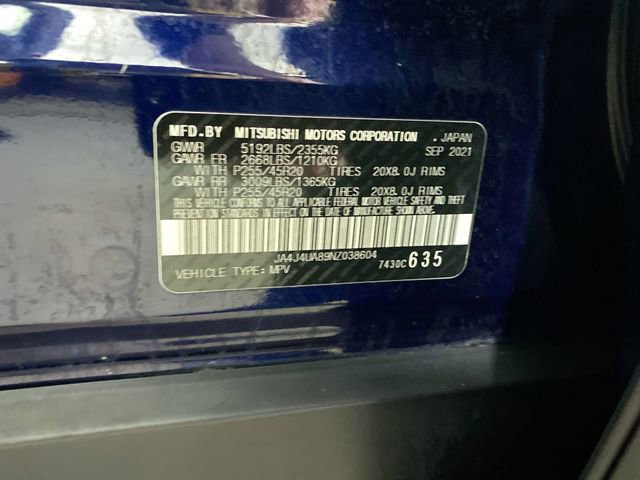 MFD.BY MITSUBISHI MOTORS CORPORATION .JAPAN
GVWR 5192LBS/2355KG SEP 2021
GAWR FR 2668LBS/1210KG
WITH P255/45R20 TIRES 20X8.0J RIMS
GAWR RR 3009LBS/1365KG
WITH P255/45R20 TIRES 20X8.0J RIMS
THIS VEHICLE CONFORMS TO ALL APPLICABLE FEDERAL MOTOR VEHICLE SAFETY AND
THEFT PREVENTION STANDARDS IN EFFECT ON THE DATE OF MANUFACTURE SHOWN ABOVE.
JA4J4UA89NZ038604
VEHICLE TYPE: MPV 7430C 635